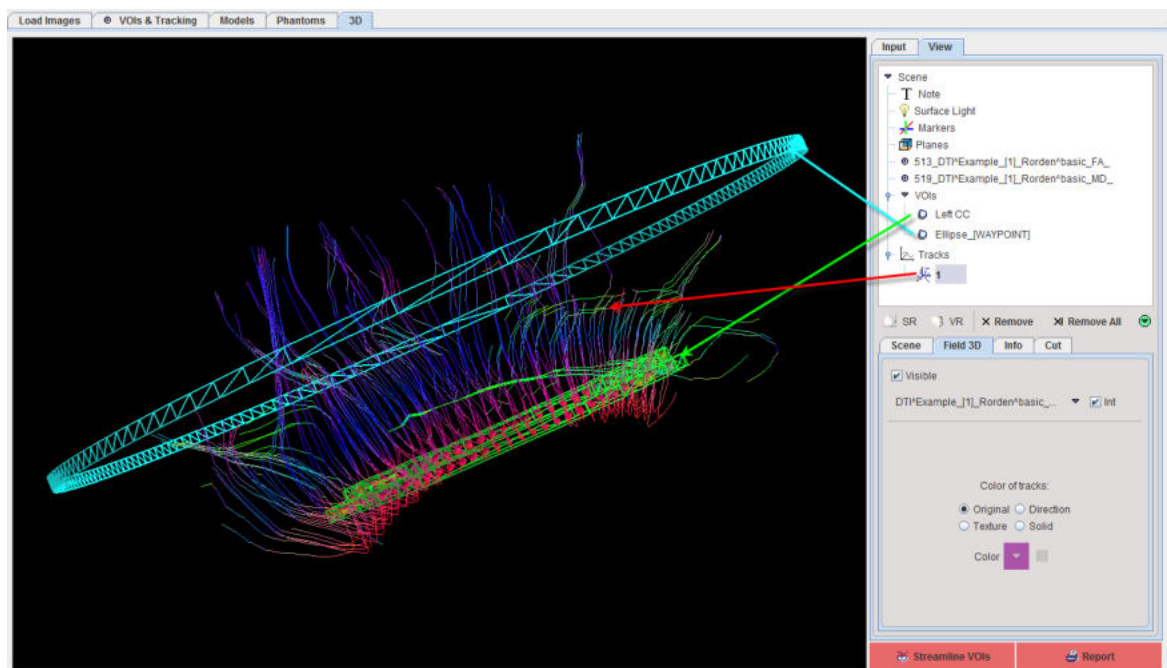 Load Images VOIs & Tracking Models Phantoms 3D
Input View
Scene
Note
Surface Light
Markers
Planes
513_DTI^Example_[1]_Rorden^basic_FA_
519_DTI^Example_[1]_Rorden^basic_MD_
VOIs
Left CC
Ellipse_[WAYPOINT]
Tracks
1
SR VR Remove Remove All
Scene Field 3D Info Cut
Visible
DTI^Example_[1]_Rorden^basic_... Int
Color of tracks:
Original Direction
Texture Solid
Color
Streamline VOIs Report